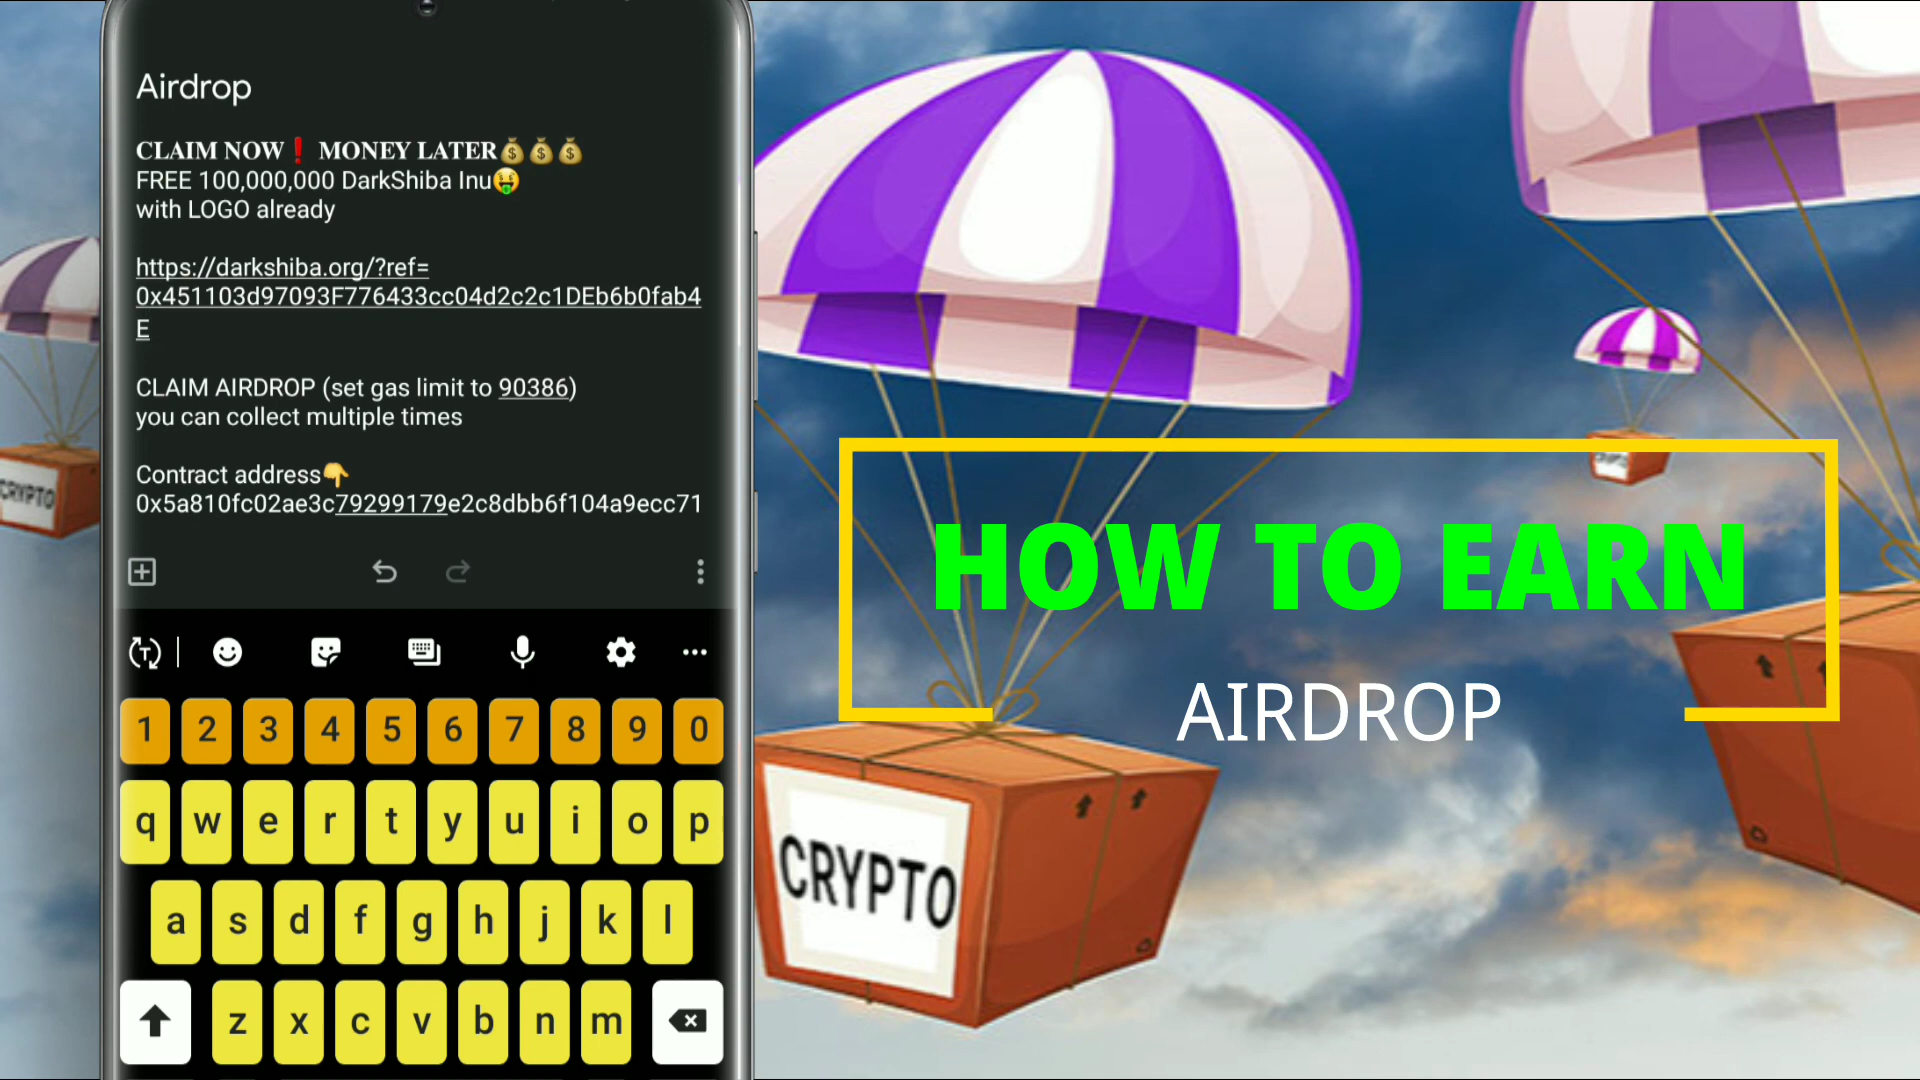 Airdrop
CLAIM NOW❗ MONEY LATER💰💰💰
FREE 100,000,000 DarkShiba Inu🤑
with LOGO already
https://darkshiba.org/?ref=
0x451103d97093F776433cc04d2c2c1DEb6b0fab4
E
CLAIM AIRDROP (set gas limit to 90386)
you can collect multiple times
Contract address👇
0x5a810fc02ae3c79299179e2c8dbb6f104a9ecc71
1 2 3 4 5 6 7 8 9 0
q w e r t y u i o p
a s d f g h j k l
z x c v b n m
HOW TO EARN
AIRDROP
CRYPTO
CRYPTO